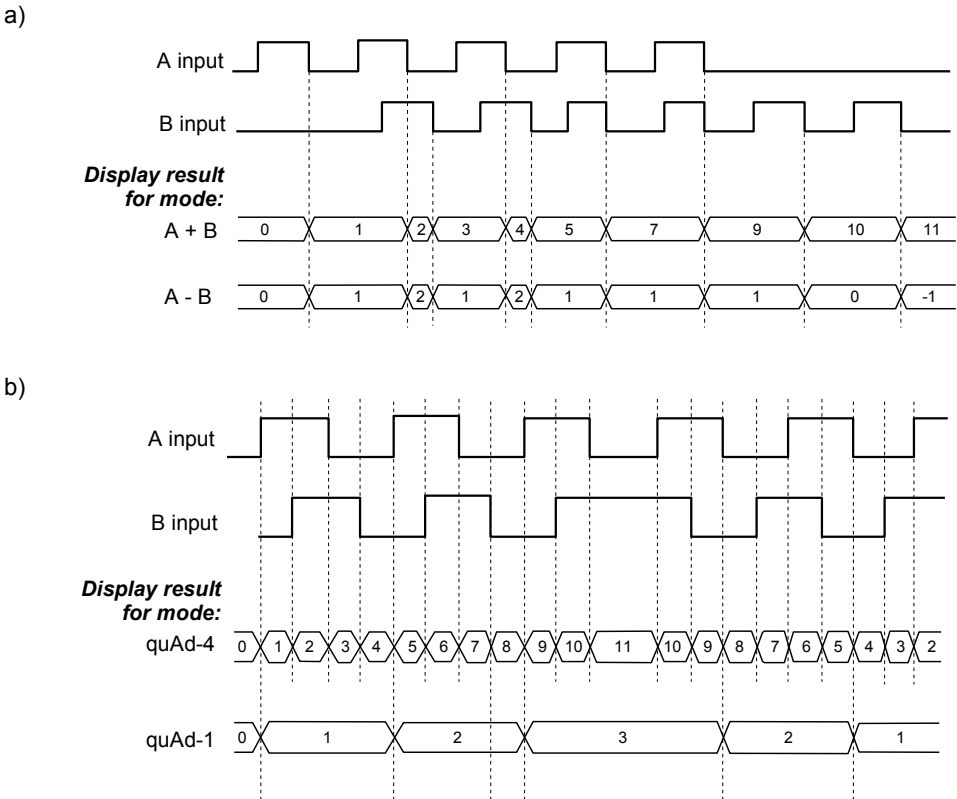 a)
A input
B input
Display result
for mode:
A + B 0 1 2 3 4 5 7 9 10 11
A - B 0 1 2 1 2 1 1 1 0 -1
b)
A input
B input
Display result
for mode:
quAd-4 0 1 2 3 4 5 6 7 8 9 10 11 10 9 8 7 6 5 4 3 2
quAd-1 0 1 2 3 2 1